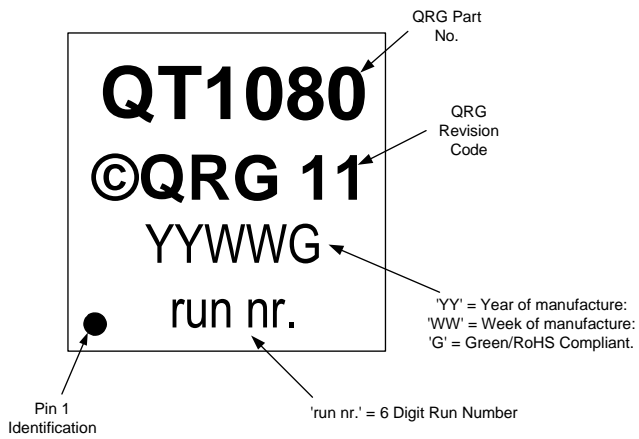 QRG Part
No.
QT1080
QRG
Revision
Code
©QRG 11
YYWWG
'YY' = Year of manufacture:
'WW' = Week of manufacture:
'G' = Green/RoHS Compliant.
run nr.
Pin 1
Identification
'run nr.' = 6 Digit Run Number